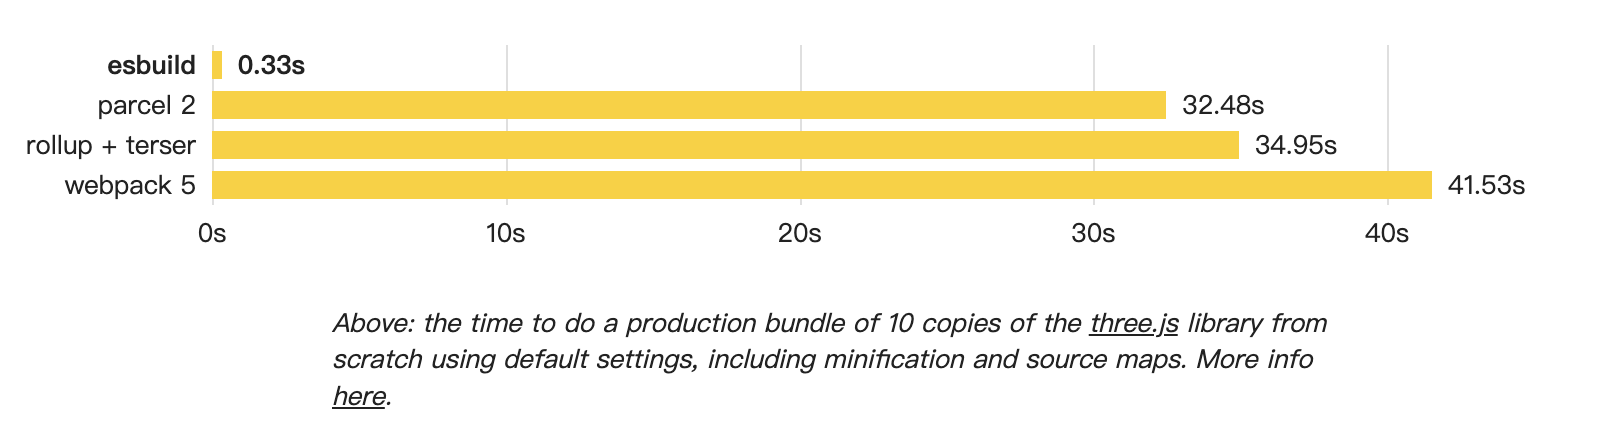 esbuild 0.33s
parcel 2 32.48s
rollup + terser 34.95s
webpack 5 41.53s
0s 10s 20s 30s 40s
Above: the time to do a production bundle of 10 copies of the three.js library from
scratch using default settings, including minification and source maps. More info
here.